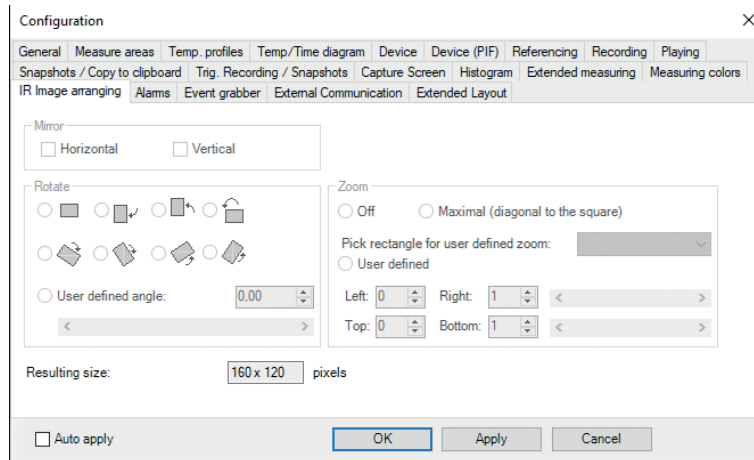 Configuration
General Measure areas Temp. profiles Temp/Time diagram Device Device (PIF) Referencing Recording Playing
Snapshots / Copy to clipboard Trig. Recording / Snapshots Capture Screen Histogram Extended measuring Measuring colors
IR Image arranging Alarms Event grabber External Communication Extended Layout
Mirror
Horizontal Vertical
Rotate
User defined angle: 0.00
Zoom
Off Maximal (diagonal to the square)
Pick rectangle for user defined zoom:
User defined
Left: 0 Right: 1
Top: 0 Bottom: 1
Resulting size: 160 x 120 pixels
Auto apply OK Apply Cancel